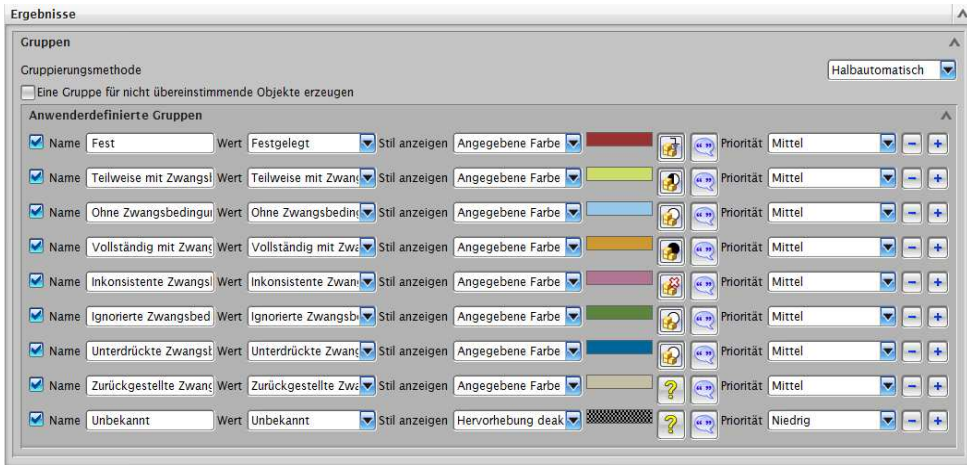 Ergebnisse
Gruppen
Gruppierungsmethode Halbautomatisch
Eine Gruppe für nicht übereinstimmende Objekte erzeugen
Anwenderdefinierte Gruppen
Name Fest Wert Festgelegt Stil anzeigen Angegebene Farbe Priorität Mittel
Name Teilweise mit Zwangsl Wert Teilweise mit Zwang Stil anzeigen Angegebene Farbe Priorität Mittel
Name Ohne Zwangsbedingur Wert Ohne Zwangsbeding Stil anzeigen Angegebene Farbe Priorität Mittel
Name Vollständig mit Zwang Wert Vollständig mit Zwa Stil anzeigen Angegebene Farbe Priorität Mittel
Name Inkonsistente Zwangsl Wert Inkonsistente Zwan Stil anzeigen Angegebene Farbe Priorität Mittel
Name Ignorierte Zwangsbed Wert Ignorierte Zwangsb Stil anzeigen Angegebene Farbe Priorität Mittel
Name Unterdrückte Zwangst Wert Unterdrückte Zwang Stil anzeigen Angegebene Farbe Priorität Mittel
Name Zurückgestellte Zwang Wert Zurückgestellte Zwa Stil anzeigen Angegebene Farbe Priorität Mittel
Name Unbekannt Wert Unbekannt Stil anzeigen Hervorhebung deak Priorität Niedrig